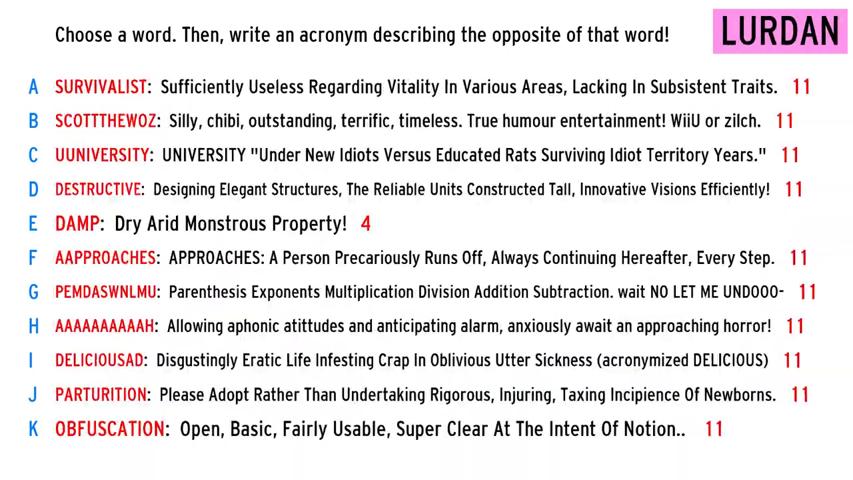 Choose a word. Then, write an acronym describing the opposite of that word! LURDAN
A SURVIVALIST: Sufficiently Useless Regarding Vitality In Various Areas, Lacking In Subsistent Traits. 11
B SCOTTTHEWOZ: Silly, chibi, outstanding, terrific, timeless. True humour entertainment! WiiU or zilch. 11
C UUNIVERSITY: UNIVERSITY "Under New Idiots Versus Educated Rats Surviving Idiot Territory Years." 11
D DESTRUCTIVE: Designing Elegant Structures, The Reliable Units Constructed Tall, Innovative Visions Efficiently! 11
E DAMP: Dry Arid Monstrous Property! 4
F AAPPROACHES: APPROACHES: A Person Precariously Runs Off, Always Continuing Hereafter, Every Step. 11
G PEMDASWNLMU: Parenthesis Exponents Multiplication Division Addition Subtraction. wait NO LET ME UNDOOO- 11
H AAAAAAAAAAH: Allowing aphonic atitudes and anticipating alarm, anxiously await an approaching horror! 11
I DELICIOUSAD: Disgustingly Eratic Life Infesting Crap In Oblivious Utter Sickness (acronymized DELICIOUS) 11
J PARTURITION: Please Adopt Rather Than Undertaking Rigorous, Injuring, Taxing Incipience Of Newborns. 11
K OBFUSCATION: Open, Basic, Fairly Usable, Super Clear At The Intent Of Notion.. 11